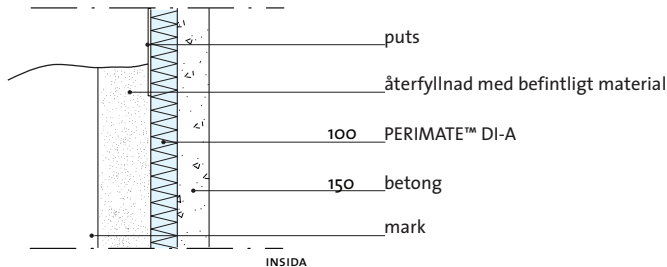 puts
återfyllnad med befintligt material
100 PERIMATE™ DI-A
150 betong
mark
INSIDA